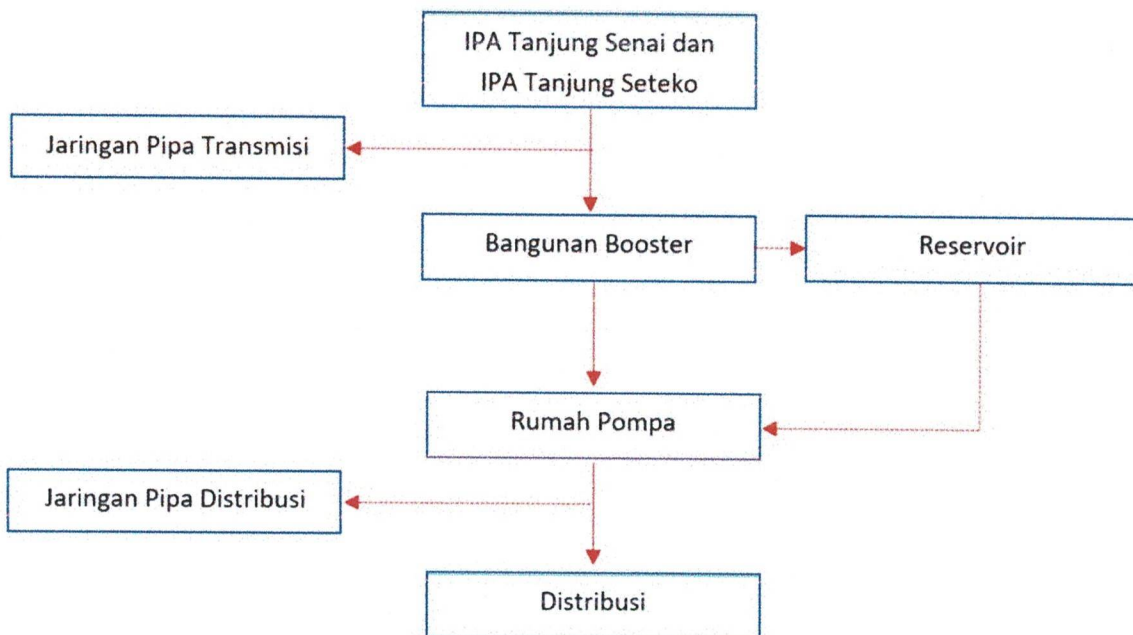 IPA Tanjung Senai dan
IPA Tanjung Seteko
Jaringan Pipa Transmisi
Bangunan Booster
Reservoir
Rumah Pompa
Jaringan Pipa Distribusi
Distribusi